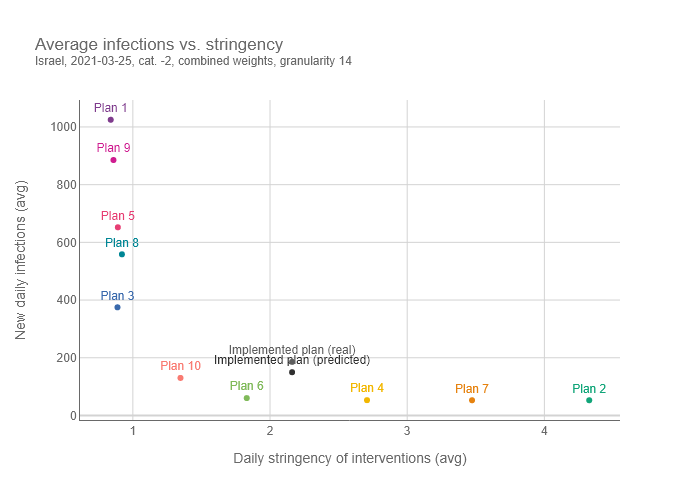 Average infections vs. stringency
Israel, 2021-03-25, cat. -2, combined weights, granularity 14
Plan 1
1000
Plan 9
800
Plan 5
600
Plan 8
400
Plan 3
200
Implemented plan (real)
Implemented plan (predicted)
Plan 10
Plan 6
Plan 4
Plan 7
Plan 2
0
1
2
3
4
New daily infections (avg)
Daily stringency of interventions (avg)